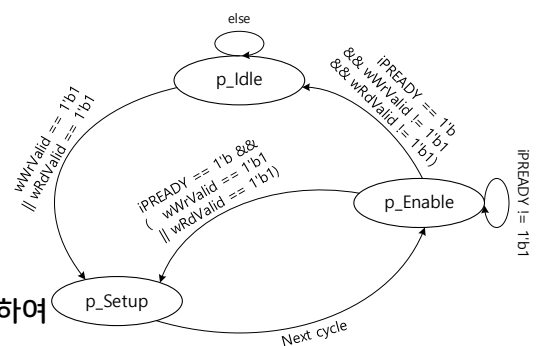 else
p_Idle
wWrValid == 1'b1
|| wRdValid == 1'b1
iPREADY == 1'b
&& wWrValid != 1'b1
&& wRdValid != 1'b1)
iPREADY == 1'b &&
( wWrValid == 1'b1
|| wRdValid == 1'b1)
p_Enable
iPREADY != 1'b1
p_Setup
하여
Next cycle